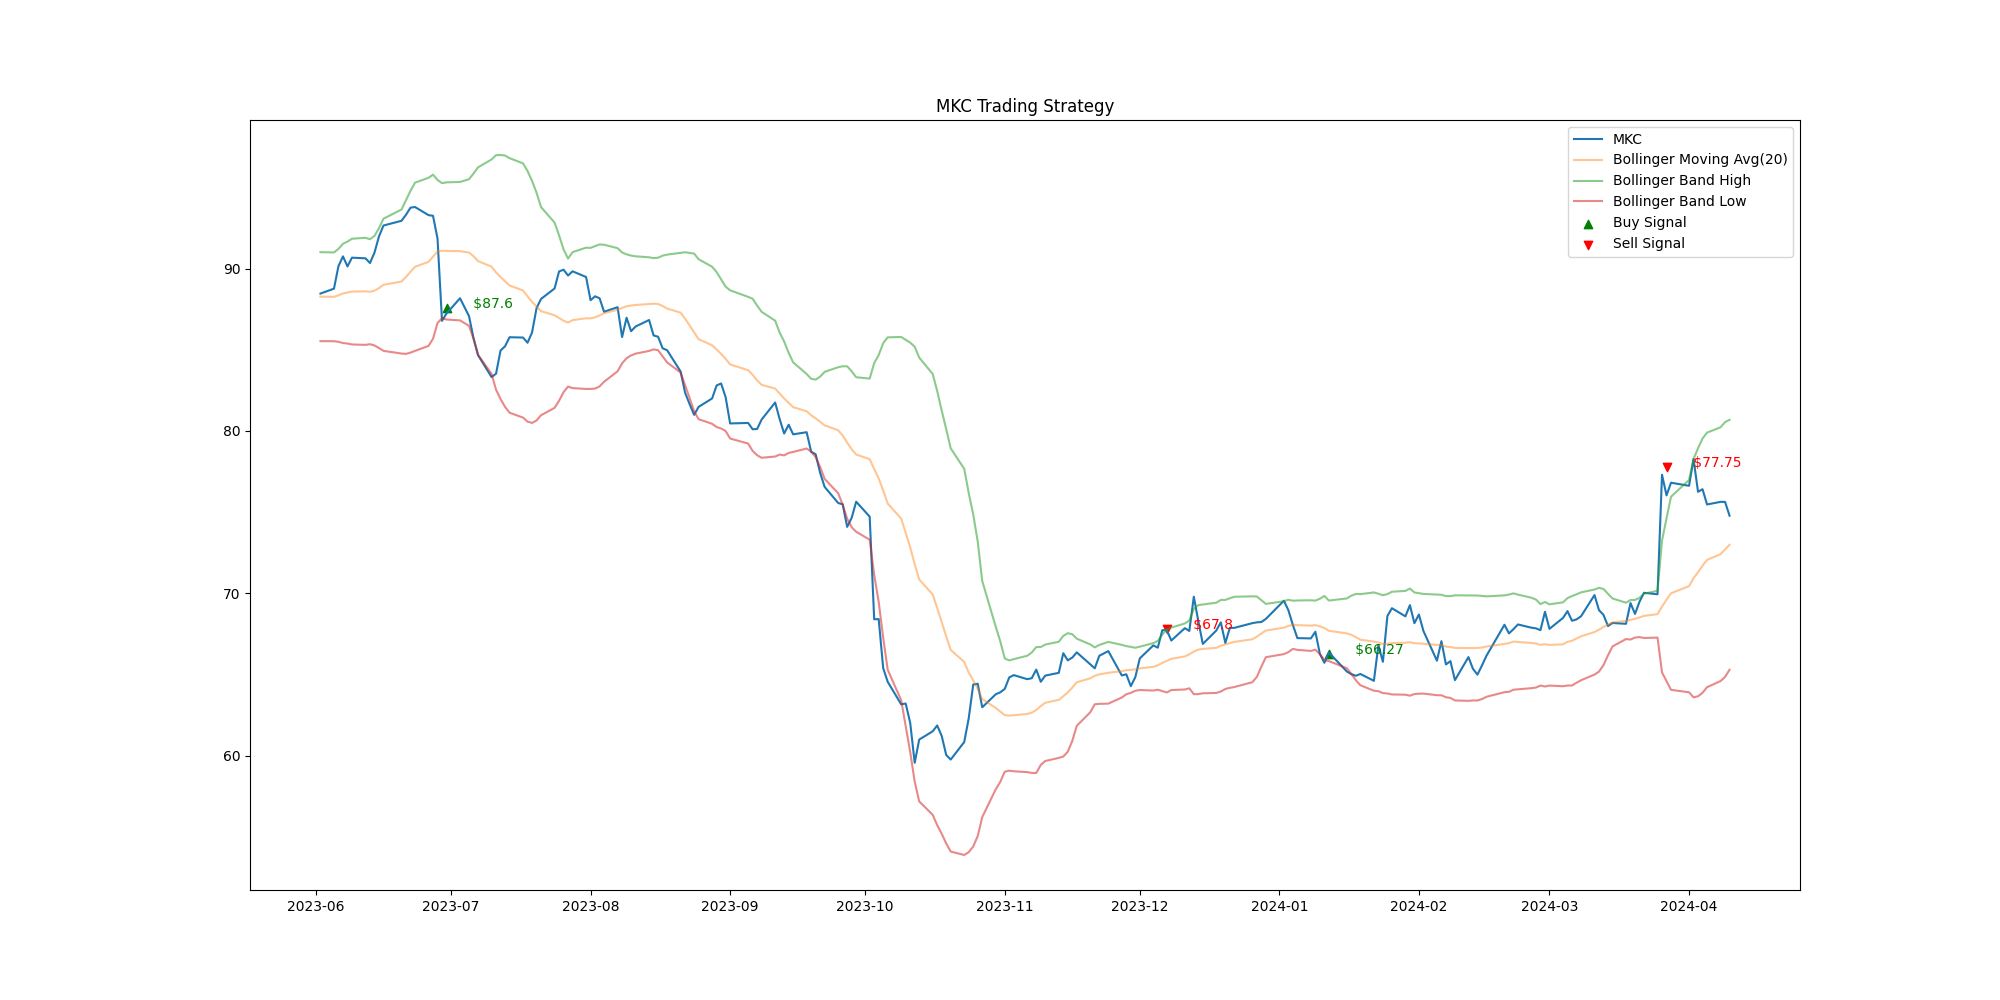 MKC Trading Strategy
MKC
Bollinger Moving Avg(20)
Bollinger Band High
Bollinger Band Low
Buy Signal
Sell Signal
90
80
70
60
$87.6
$67.8
$66.27
$77.75
2023-06 2023-07 2023-08 2023-09 2023-10 2023-11 2023-12 2024-01 2024-02 2024-03 2024-04